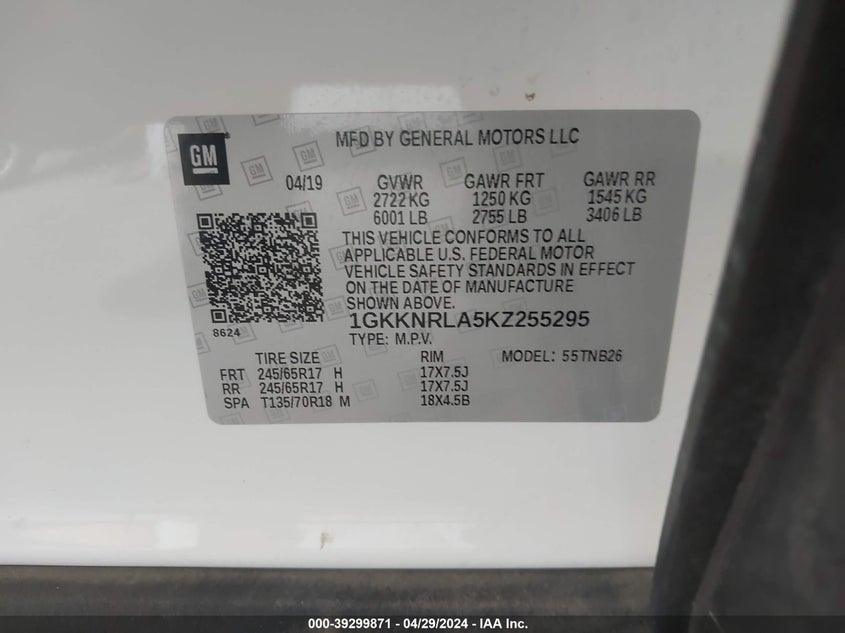 GM
MFD BY GENERAL MOTORS LLC
04/19
GVWR GAWR FRT GAWR RR
2722 KG 1250 KG 1545 KG
6001 LB 2755 LB 3406 LB
THIS VEHICLE CONFORMS TO ALL
APPLICABLE U.S. FEDERAL MOTOR
VEHICLE SAFETY STANDARDS IN EFFECT
ON THE DATE OF MANUFACTURE
SHOWN ABOVE.
8624
1GKKNRLA5KZ255295
TYPE: M.P.V.
TIRE SIZE RIM MODEL: 55TNB26
FRT 245/65R17 H 17X7.5J
RR 245/65R17 H 17X7.5J
SPA T135/70R18 M 18X4.5B
000-39299871 - 04/29/2024 - IAA Inc.